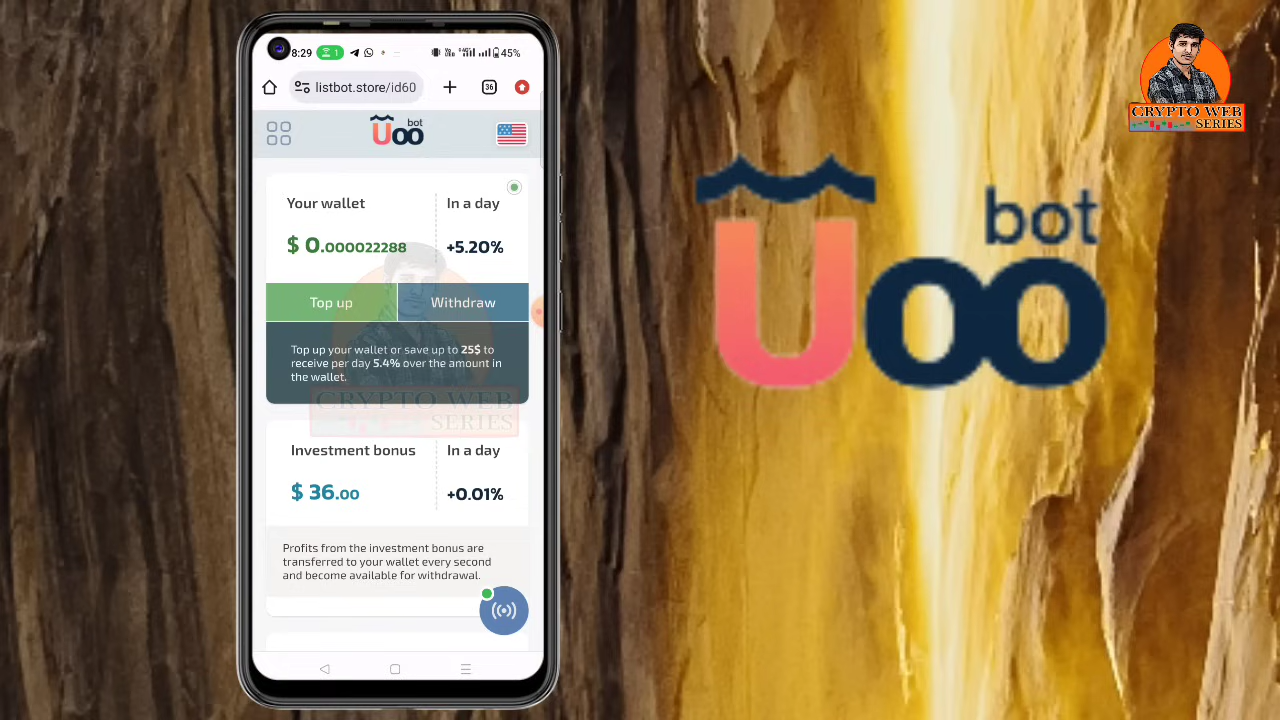 8:29
1
45%
listbot.store/id60
36
Uoo bot
Your wallet
In a day
$ 0.000022288
+5.20%
Top up
Withdraw
Top up your wallet or save up to 25$ to
receive per day 5.4% over the amount in
the wallet.
CRYPTO WEB
SERIES
Investment bonus
In a day
$ 36.00
+0.01%
Profits from the investment bonus are
transferred to your wallet every second
and become available for withdrawal.
Uoo bot
CRYPTO WEB
SERIES